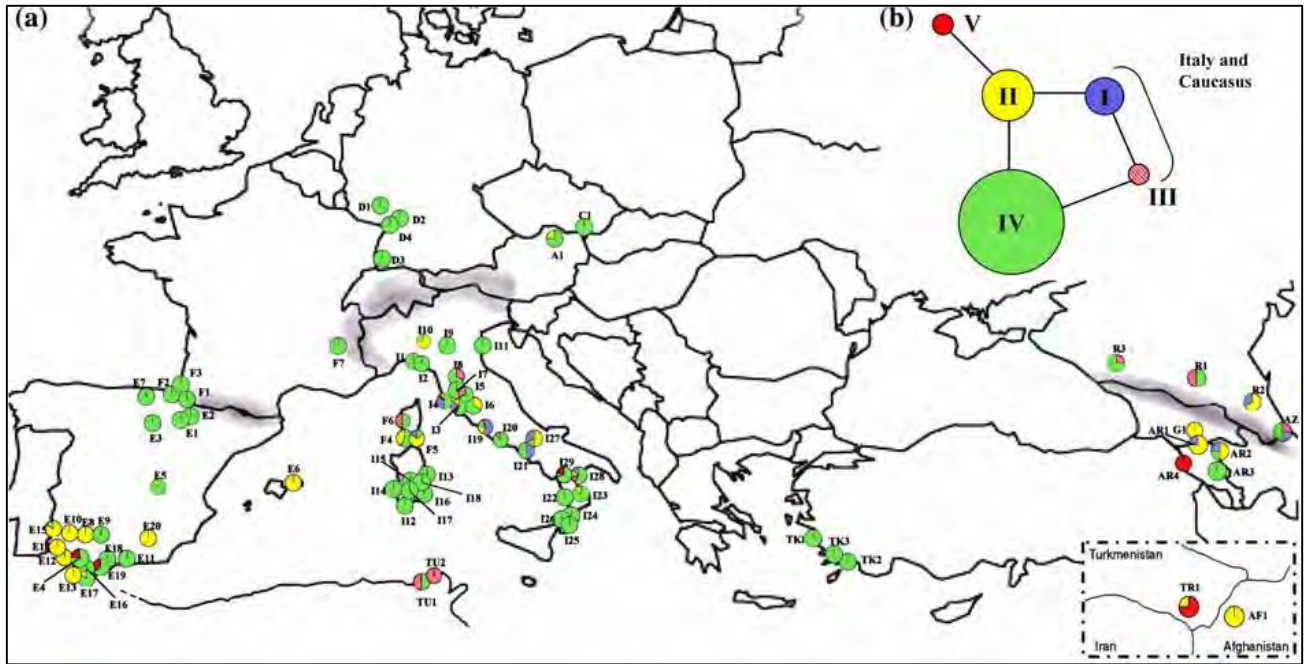 (a)
(b)
V
II
I
Italy and
Caucasus
III
IV
D1
D2
D4
D3
C1
A1
I10
I9
I11
F7
I1
I2
I8
I7
I5
I4
I6
I3
F3
E7
F2
F1
E2
E3
E1
F6
F4
F5
I19
I20
I27
I21
I29
I28
I15
I13
I14
I18
I16
I17
I12
I22
I23
I24
I26
I25
E5
E6
E15
E10
E8
E9
E20
E12
E18
E11
E4
E13
E19
E17
E16
TU2
TU1
R3
R1
R2
AZ
AR1
G1
AR2
AR4
AR3
TK1
TK3
TK2
Turkmenistan
TR1
AF1
Iran
Afghanistan